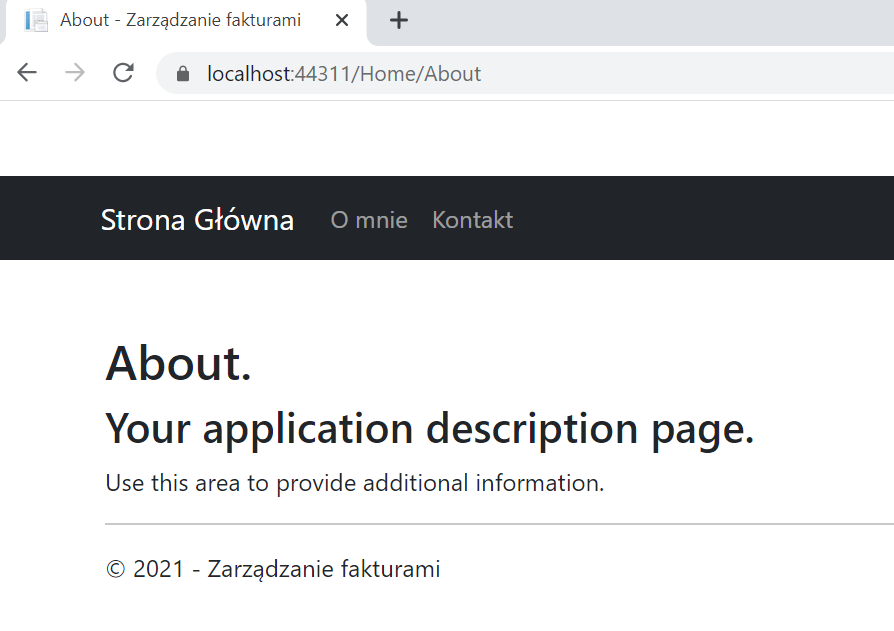 About - Zarządzanie fakturami
localhost:44311/Home/About
Strona Główna O mnie Kontakt
About.
Your application description page.
Use this area to provide additional information.
© 2021 - Zarządzanie fakturami